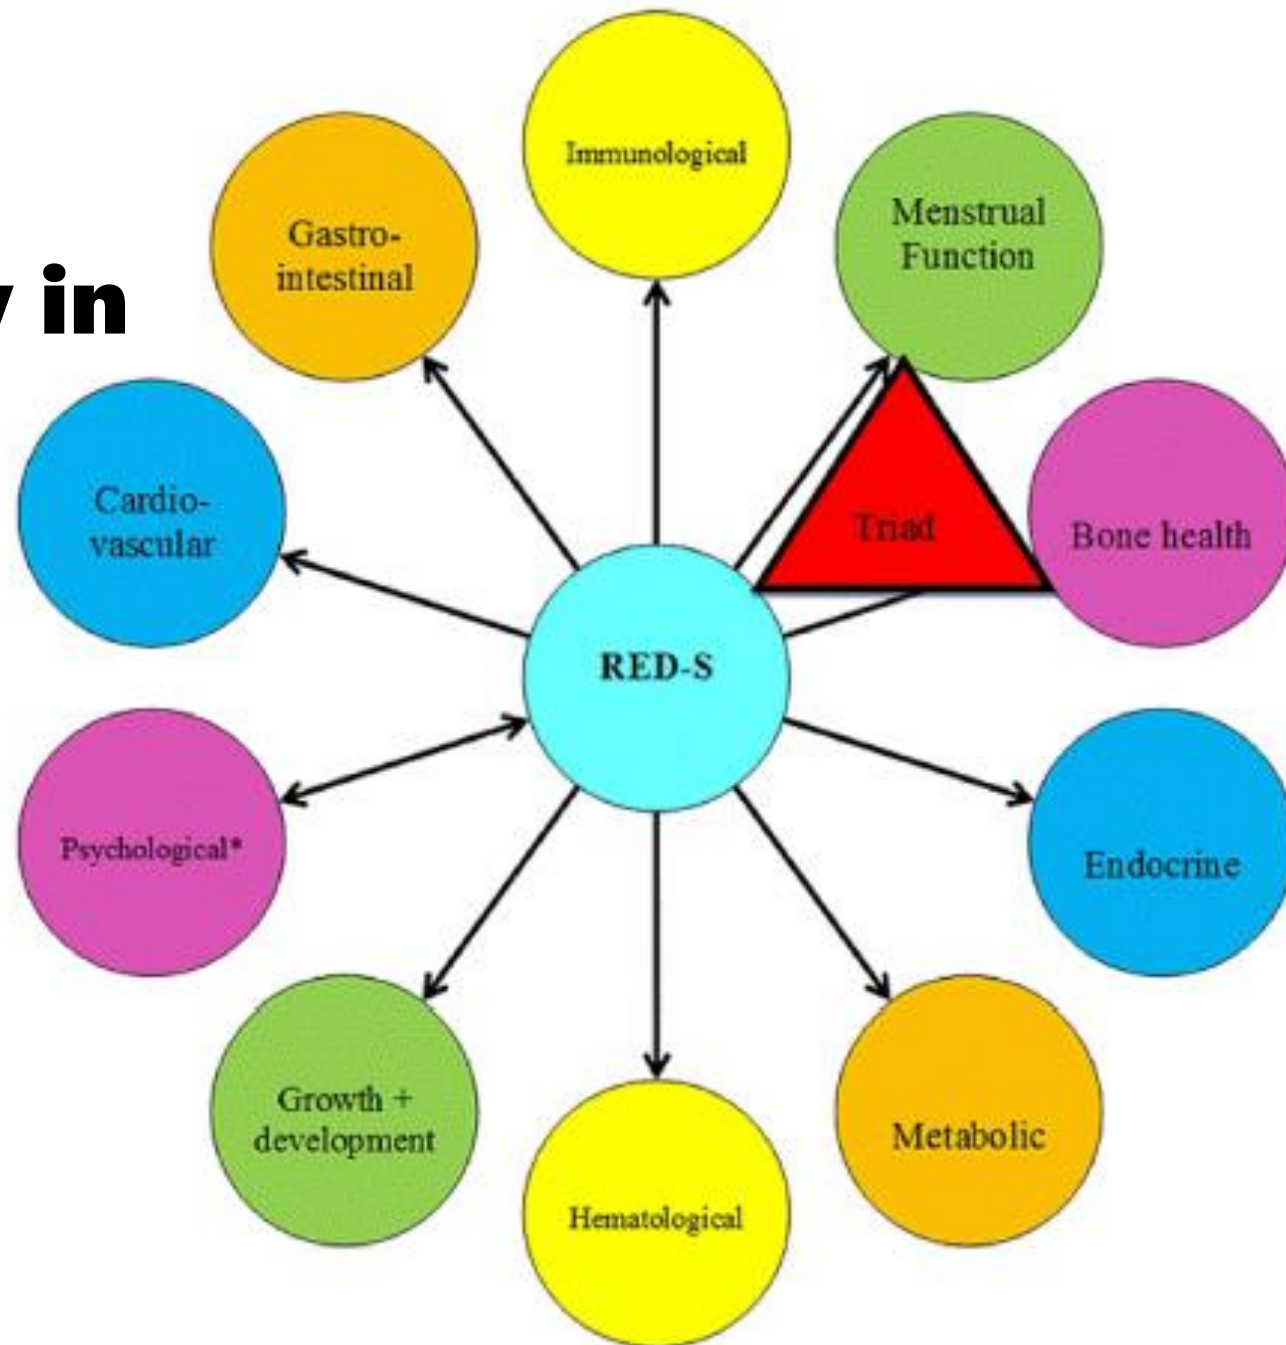 in
Immunological
Menstrual
Function
Gastro-
intestinal
Cardio-
vascular
Triad
Bone health
RED-S
Psychological*
Endocrine
Growth +
development
Metabolic
Hematological